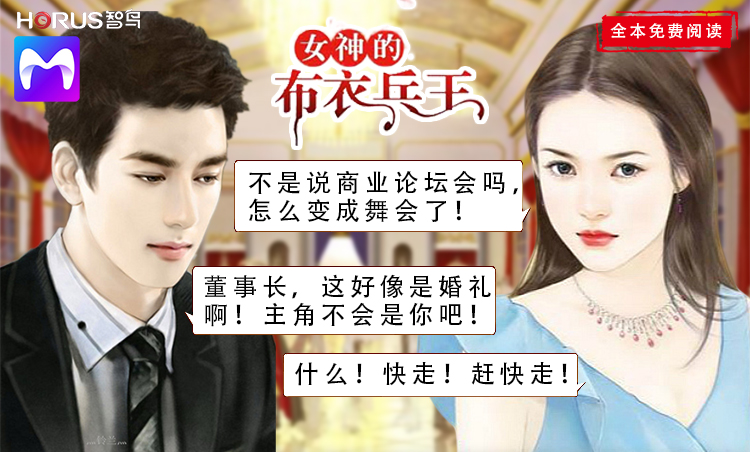 HORUS智鸟
全本免费阅读
女神的
布衣兵王
不是说商业论坛会吗，
怎么变成舞会了！
董事长，这好像是婚礼
啊！主角不会是你吧！
什么！快走！赶快走！